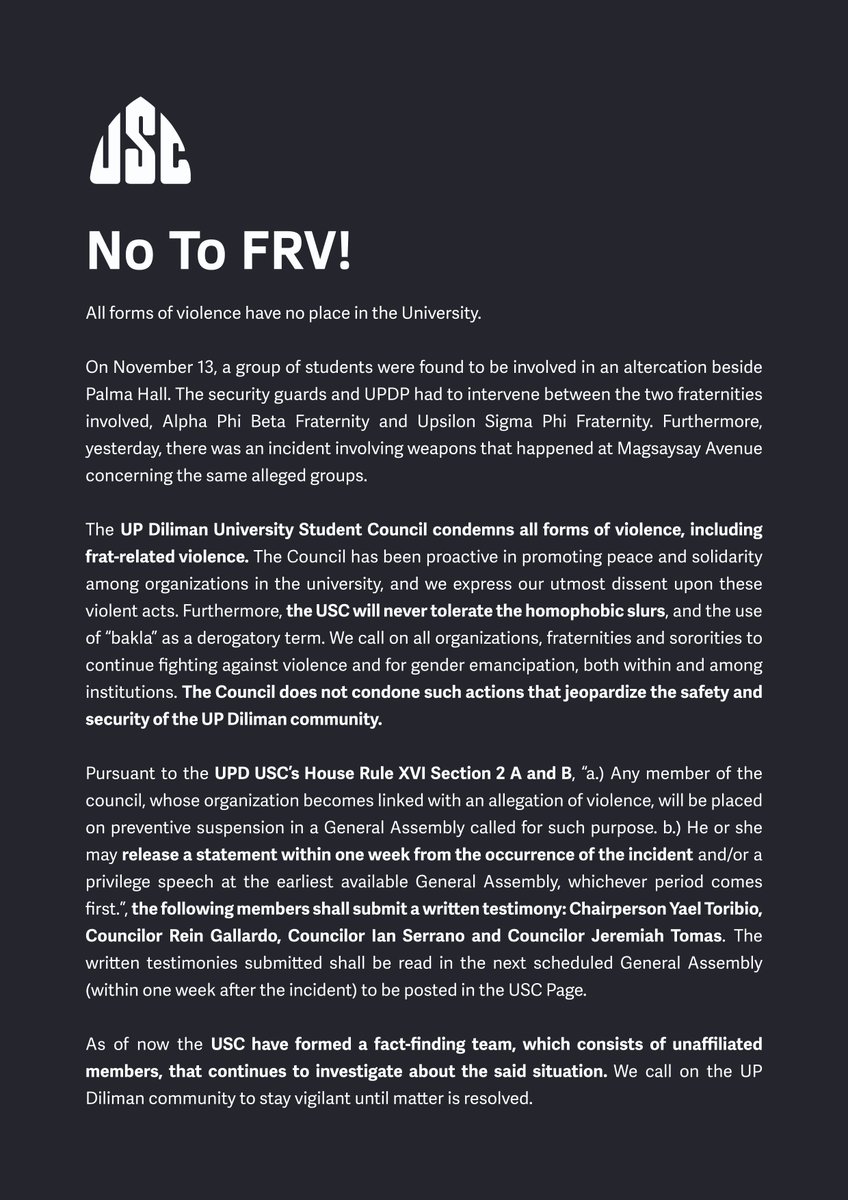 USC
No To FRV!
All forms of violence have no place in the University.
On November 13, a group of students were found to be involved in an altercation beside
Palma Hall. The security guards and UPDP had to intervene between the two fraternities
involved, Alpha Phi Beta Fraternity and Upsilon Sigma Phi Fraternity. Furthermore,
yesterday, there was an incident involving weapons that happened at Magsaysay Avenue
concerning the same alleged groups.
The UP Diliman University Student Council condemns all forms of violence, including
frat-related violence. The Council has been proactive in promoting peace and solidarity
among organizations in the university, and we express our utmost dissent upon these
violent acts. Furthermore, the USC will never tolerate the homophobic slurs, and the use
of “bakla” as a derogatory term. We call on all organizations, fraternities and sororities to
continue fighting against violence and for gender emancipation, both within and among
institutions. The Council does not condone such actions that jeopardize the safety and
security of the UP Diliman community.
Pursuant to the UPD USC’s House Rule XVI Section 2 A and B, “a.) Any member of the
council, whose organization becomes linked with an allegation of violence, will be placed
on preventive suspension in a General Assembly called for such purpose. b.) He or she
may release a statement within one week from the occurrence of the incident and/or a
privilege speech at the earliest available General Assembly, whichever period comes
first.”, the following members shall submit a written testimony: Chairperson Yael Toribio,
Councilor Rein Gallardo, Councilor Ian Serrano and Councilor Jeremiah Tomas. The
written testimonies submitted shall be read in the next scheduled General Assembly
(within one week after the incident) to be posted in the USC Page.
As of now the USC have formed a fact-finding team, which consists of unaffiliated
members, that continues to investigate about the said situation. We call on the UP
Diliman community to stay vigilant until matter is resolved.